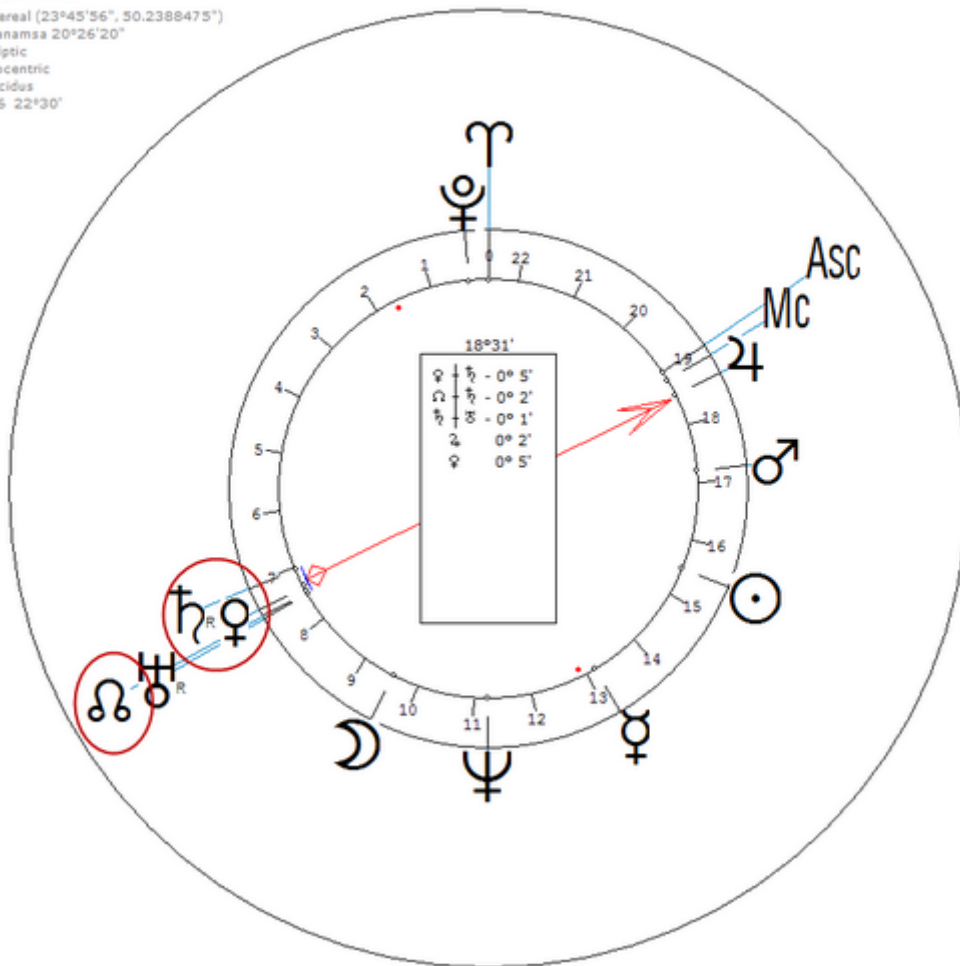 ereal (23°45'56", 50.2388475")
anamsa 20°26'20"
iptic
ocentric
cidus
6 22°30'
♈
♇
0
22
1
21
2
20
3
19
4
18
5
17
6
16
7
15
8
14
9
13
10
12
11
Asc
Mc
♃
♂
☉
☿
♆
☽
♄ R ♀
♅ R
☊
18°31'
♀ ♄ - 0° 5'
☊ ♄ - 0° 2'
♄ ♅ - 0° 1'
♃ 0° 2'
♀ 0° 5'